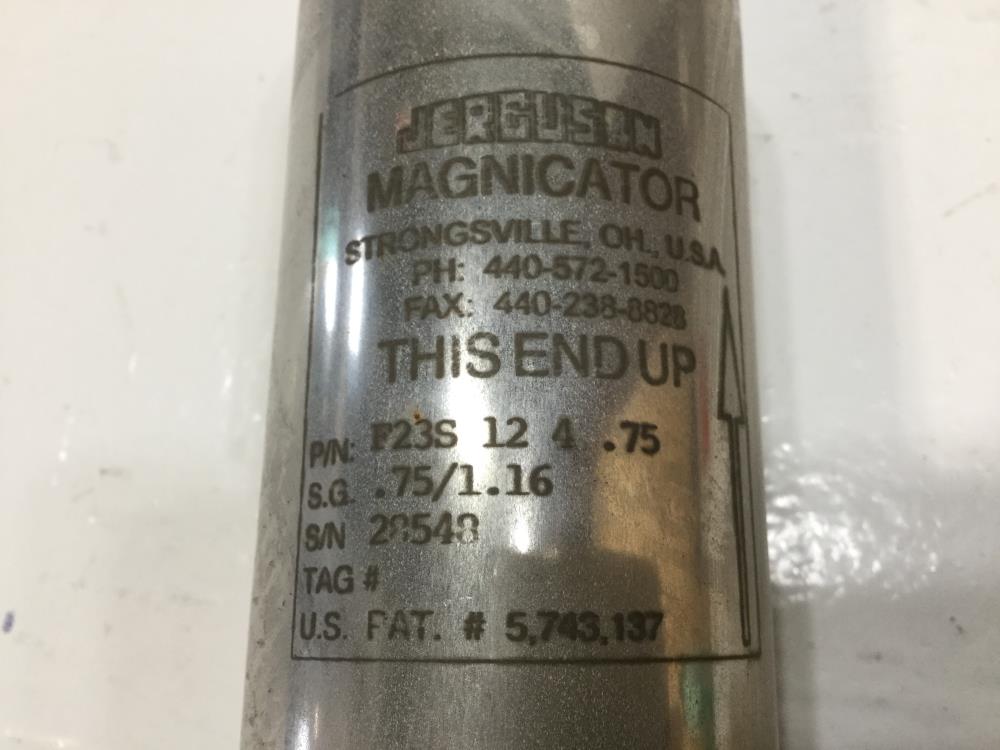 JERGUSEN
MAGNICATOR
STRONGSVILLE, OH., U.S.A.
PH: 440-572-1500
FAX: 440-238-8828
THIS END UP
P/N: F23S 12 4 .75
S.G. .75/1.16
S/N 28548
TAG #
U.S. PAT. # 5,743,137